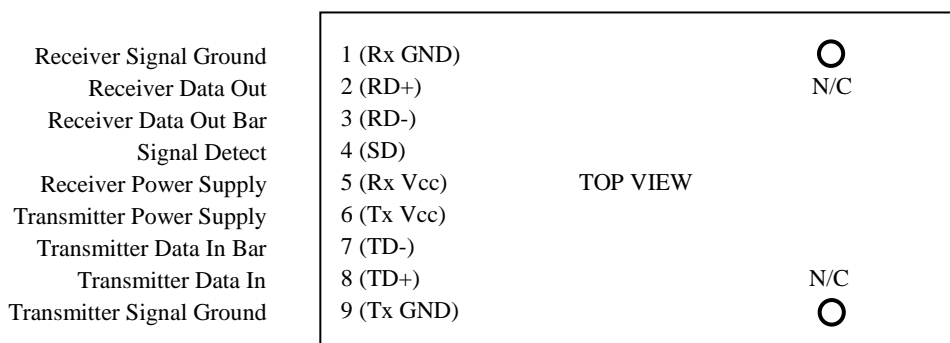 Receiver Signal Ground 1 (Rx GND)
Receiver Data Out 2 (RD+) N/C
Receiver Data Out Bar 3 (RD-)
Signal Detect 4 (SD)
Receiver Power Supply 5 (Rx Vcc) TOP VIEW
Transmitter Power Supply 6 (Tx Vcc)
Transmitter Data In Bar 7 (TD-)
Transmitter Data In 8 (TD+) N/C
Transmitter Signal Ground 9 (Tx GND)